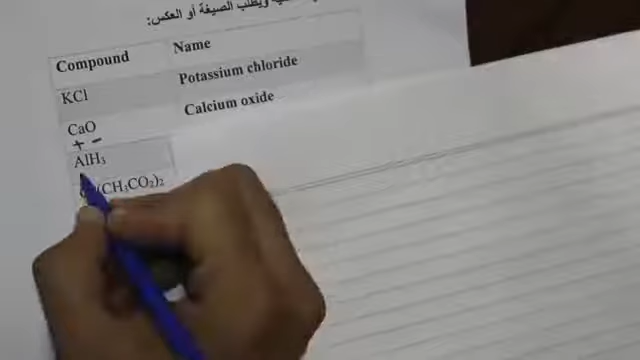 ويطلب الصيغة أو العكس:
Compound Name
KCl Potassium chloride
CaO Calcium oxide
+ −
AlH₃
(CH₃CO₂)₂